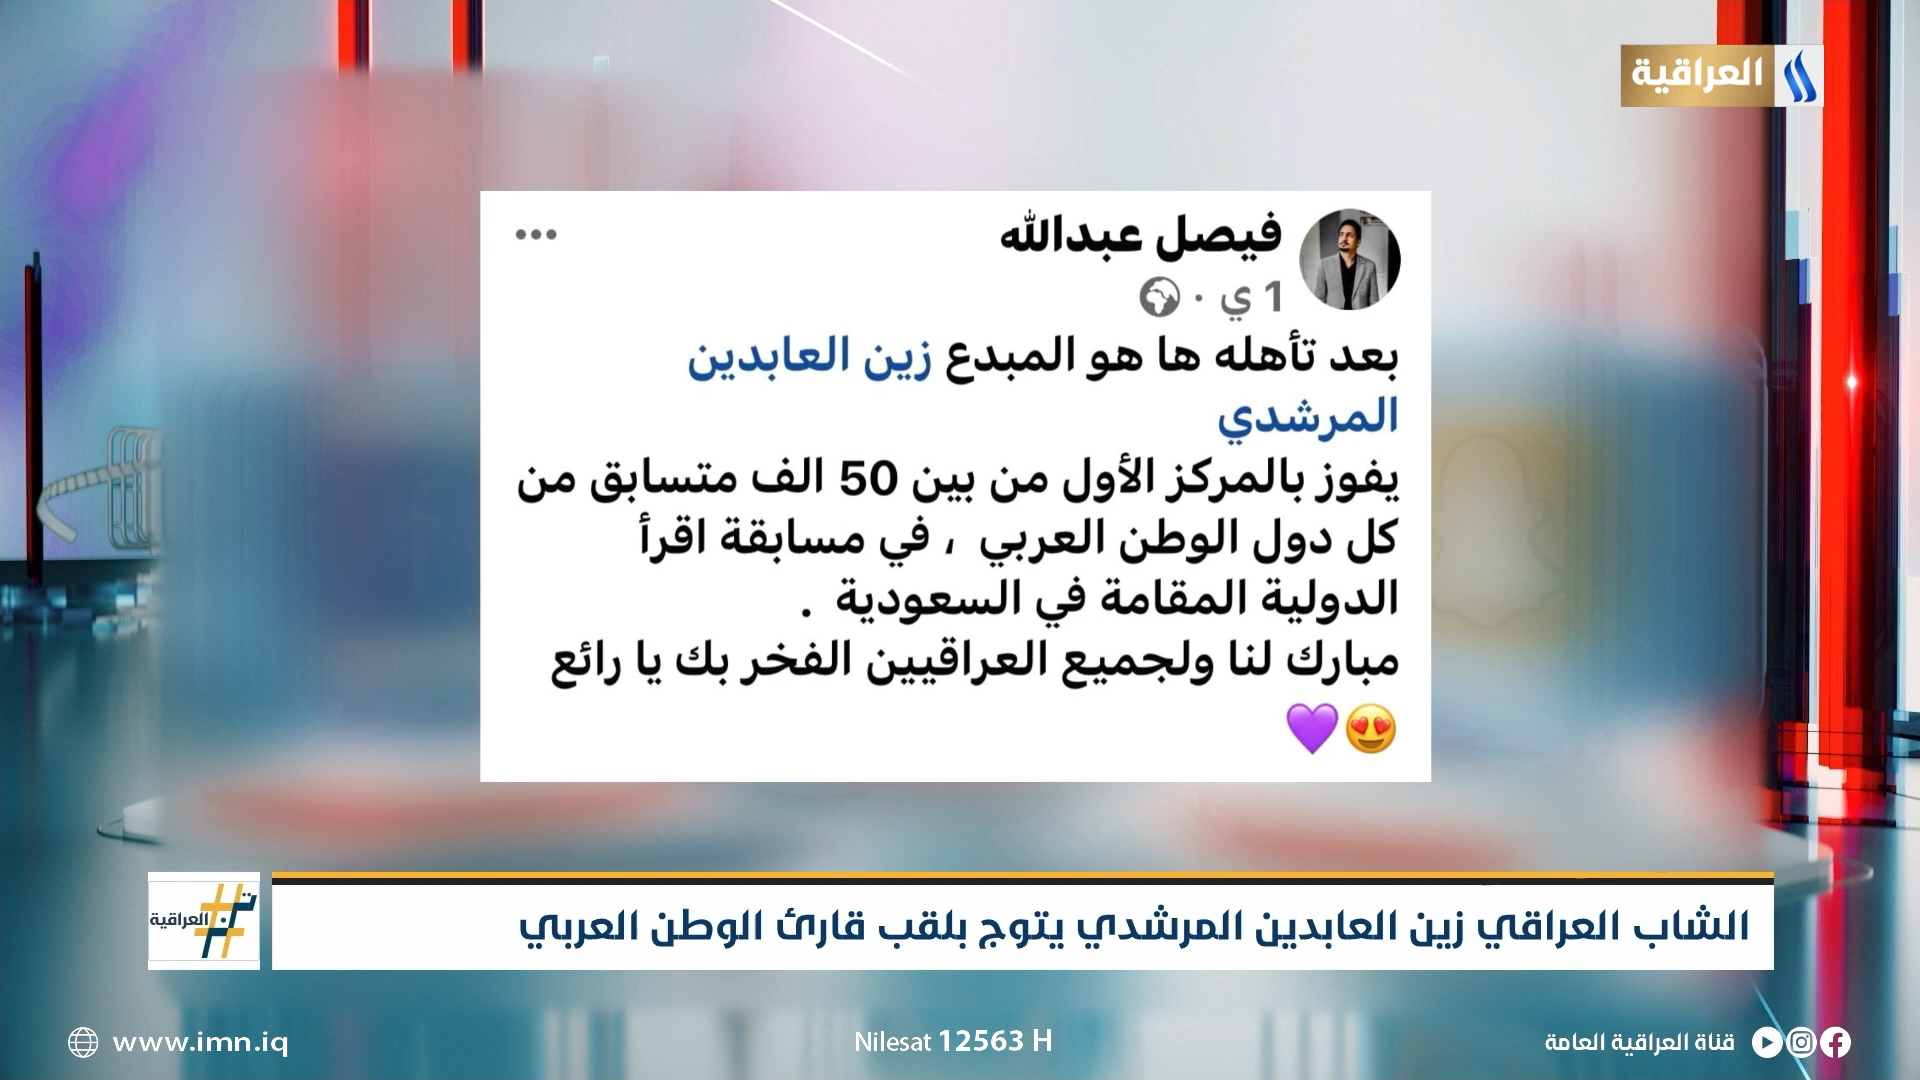 العراقية
فيصل عبدالله
1 ي ·
بعد تأهله ها هو المبدع زين العابدين
المرشدي
يفوز بالمركز الأول من بين 50 الف متسابق من
كل دول الوطن العربي ، في مسابقة اقرأ
الدولية المقامة في السعودية .
مبارك لنا ولجميع العراقيين الفخر بك يا رائع
😍💜
الشاب العراقي زين العابدين المرشدي يتوج بلقب قارئ الوطن العربي
العراقية
www.imn.iq
Nilesat 12563 H
قناة العراقية العامة